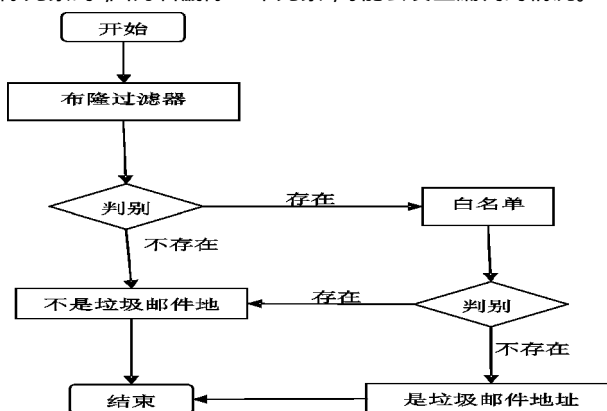 开始
布隆过滤器
判别
存在
白名单
不存在
不是垃圾邮件地
存在
判别
不存在
结束
是垃圾邮件地址